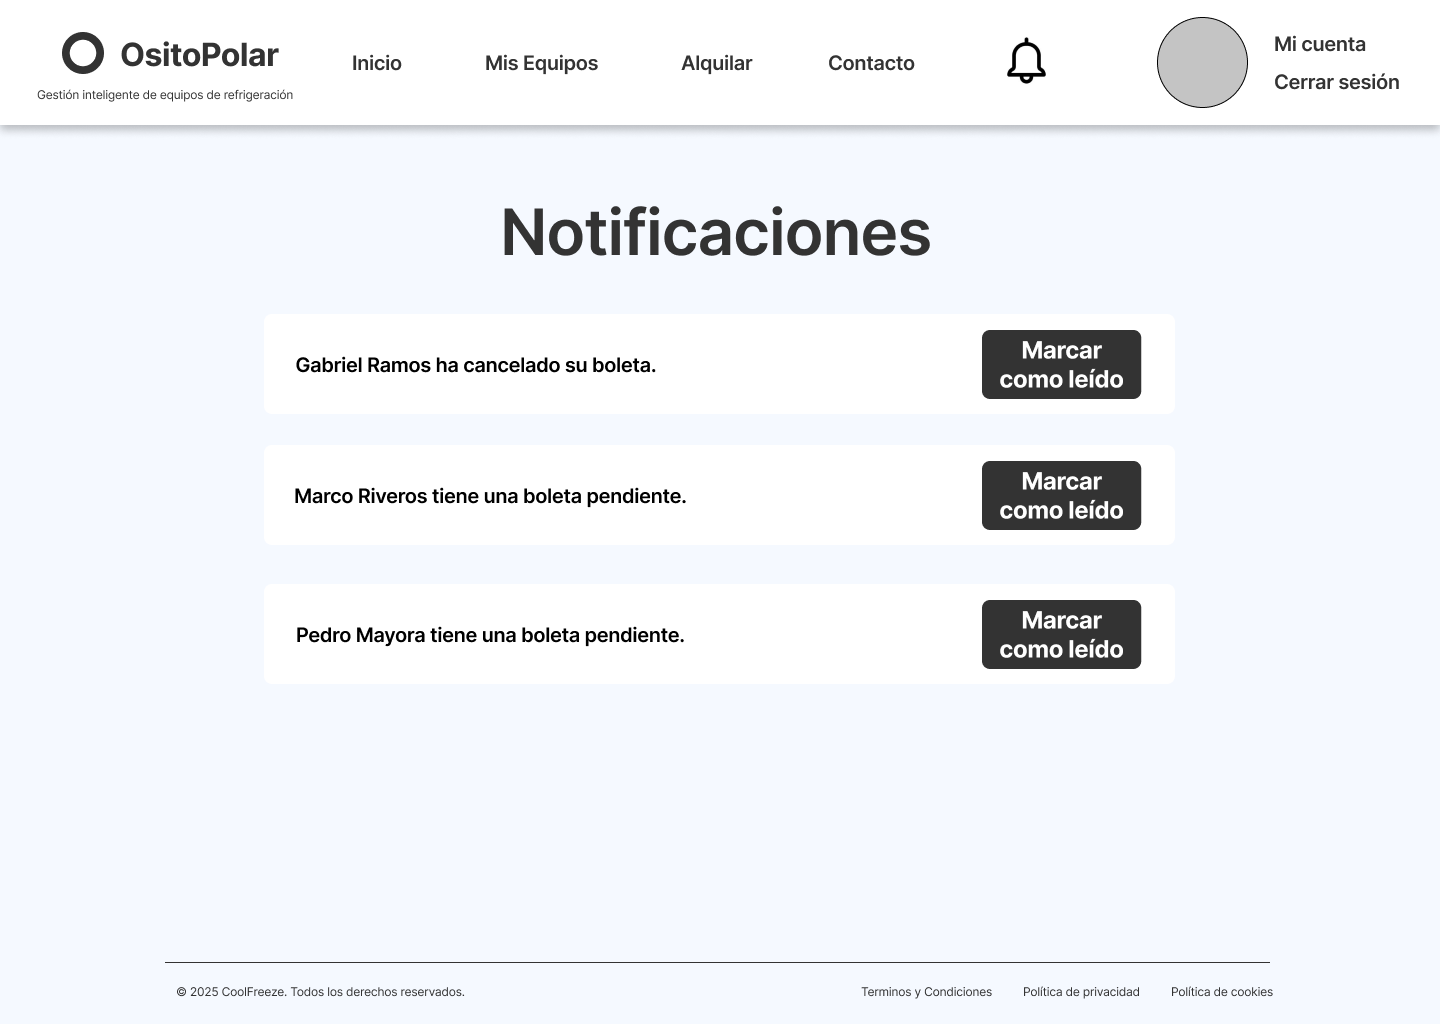 OsitoPolar
Gestión inteligente de equipos de refrigeración
Inicio
Mis Equipos
Alquilar
Contacto
Mi cuenta
Cerrar sesión
Notificaciones
Gabriel Ramos ha cancelado su boleta.
Marcar
como leído
Marco Riveros tiene una boleta pendiente.
Marcar
como leído
Pedro Mayora tiene una boleta pendiente.
Marcar
como leído
© 2025 CoolFreeze. Todos los derechos reservados.
Terminos y Condiciones
Política de privacidad
Política de cookies